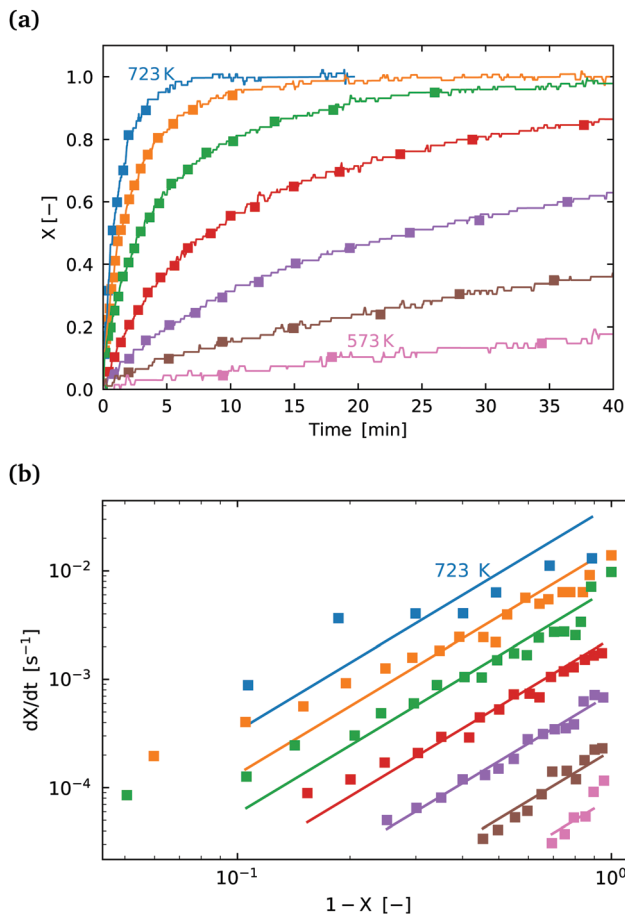 (a)
723 K
1.0
0.8
X [−]
0.6
0.4
0.2
573 K
0.0
0 5 10 15 20 25 30 35 40
Time [min]
(b)
723 K
10⁻²
dX/dt [s⁻¹]
10⁻³
10⁻⁴
10⁻¹ 10⁰
1 − X [−]